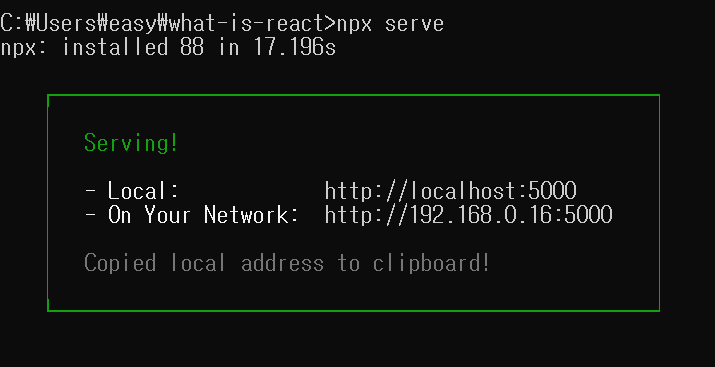 C:₩Users₩easy₩what-is-react>npx serve
npx: installed 88 in 17.196s
Serving!
- Local:            http://localhost:5000
- On Your Network:  http://192.168.0.16:5000
Copied local address to clipboard!